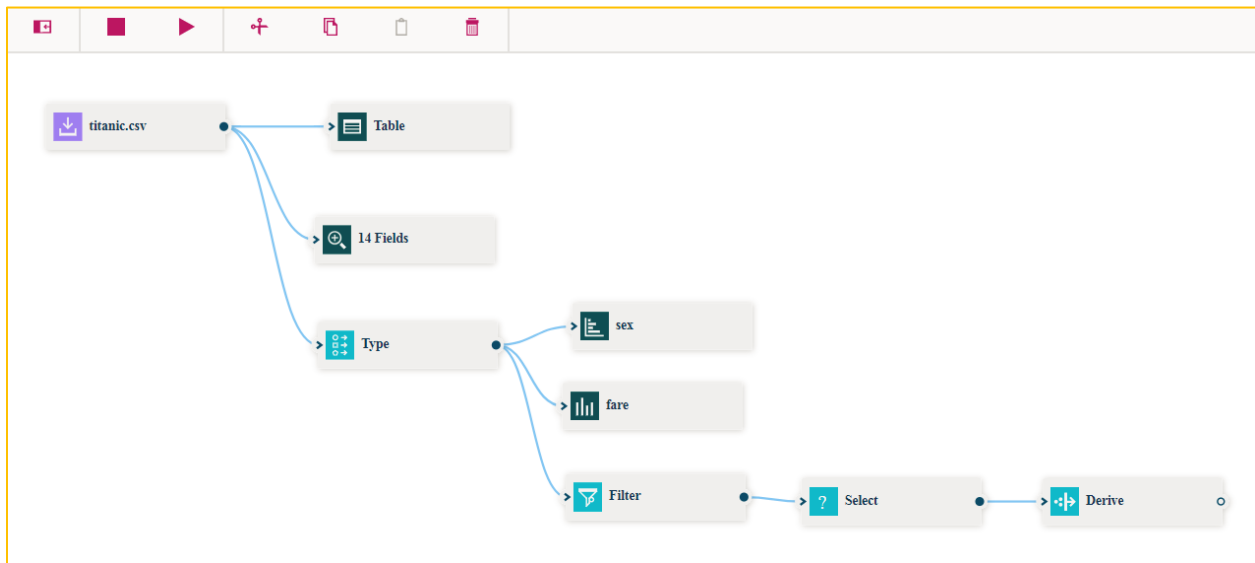 titanic.csv
Table
14 Fields
Type
sex
fare
Filter
? Select
Derive